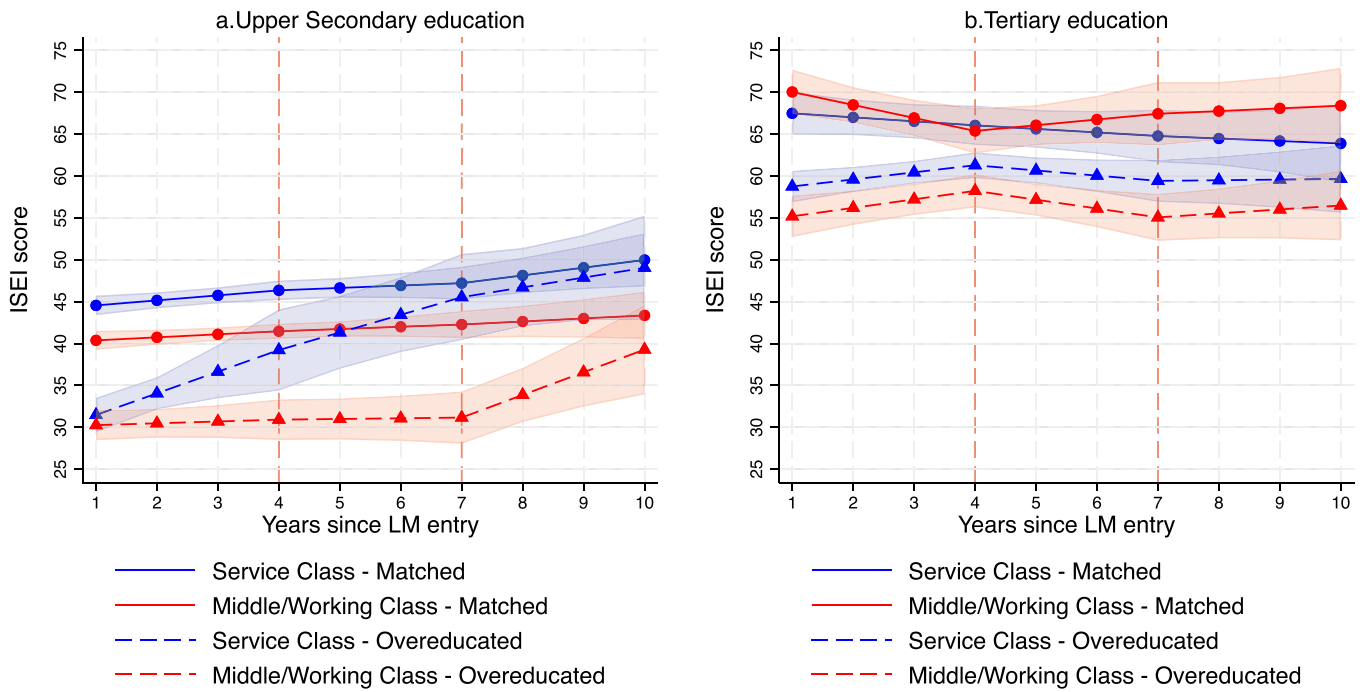 a.Upper Secondary education
ISEI score
75
70
65
60
55
50
45
40
35
30
25
1 2 3 4 5 6 7 8 9 10
Years since LM entry
Service Class - Matched
Middle/Working Class - Matched
Service Class - Overeducated
Middle/Working Class - Overeducated
b.Tertiary education
ISEI score
75
70
65
60
55
50
45
40
35
30
25
1 2 3 4 5 6 7 8 9 10
Years since LM entry
Service Class - Matched
Middle/Working Class - Matched
Service Class - Overeducated
Middle/Working Class - Overeducated